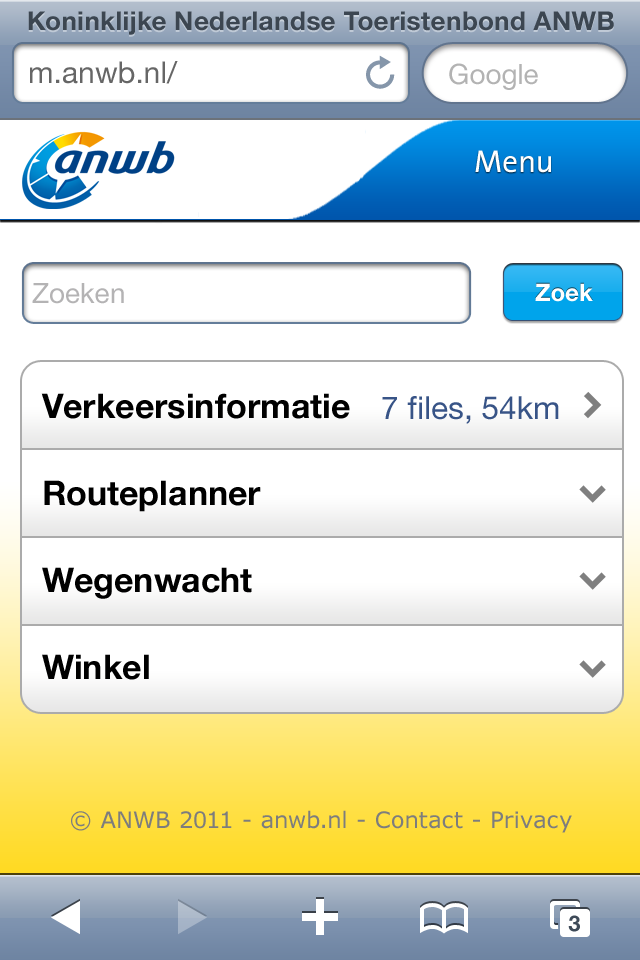 Koninklijke Nederlandse Toeristenbond ANWB
m.anwb.nl/ Google
anwb Menu
Zoeken Zoek
Verkeersinformatie 7 files, 54km
Routeplanner
Wegenwacht
Winkel
© ANWB 2011 - anwb.nl - Contact - Privacy
3